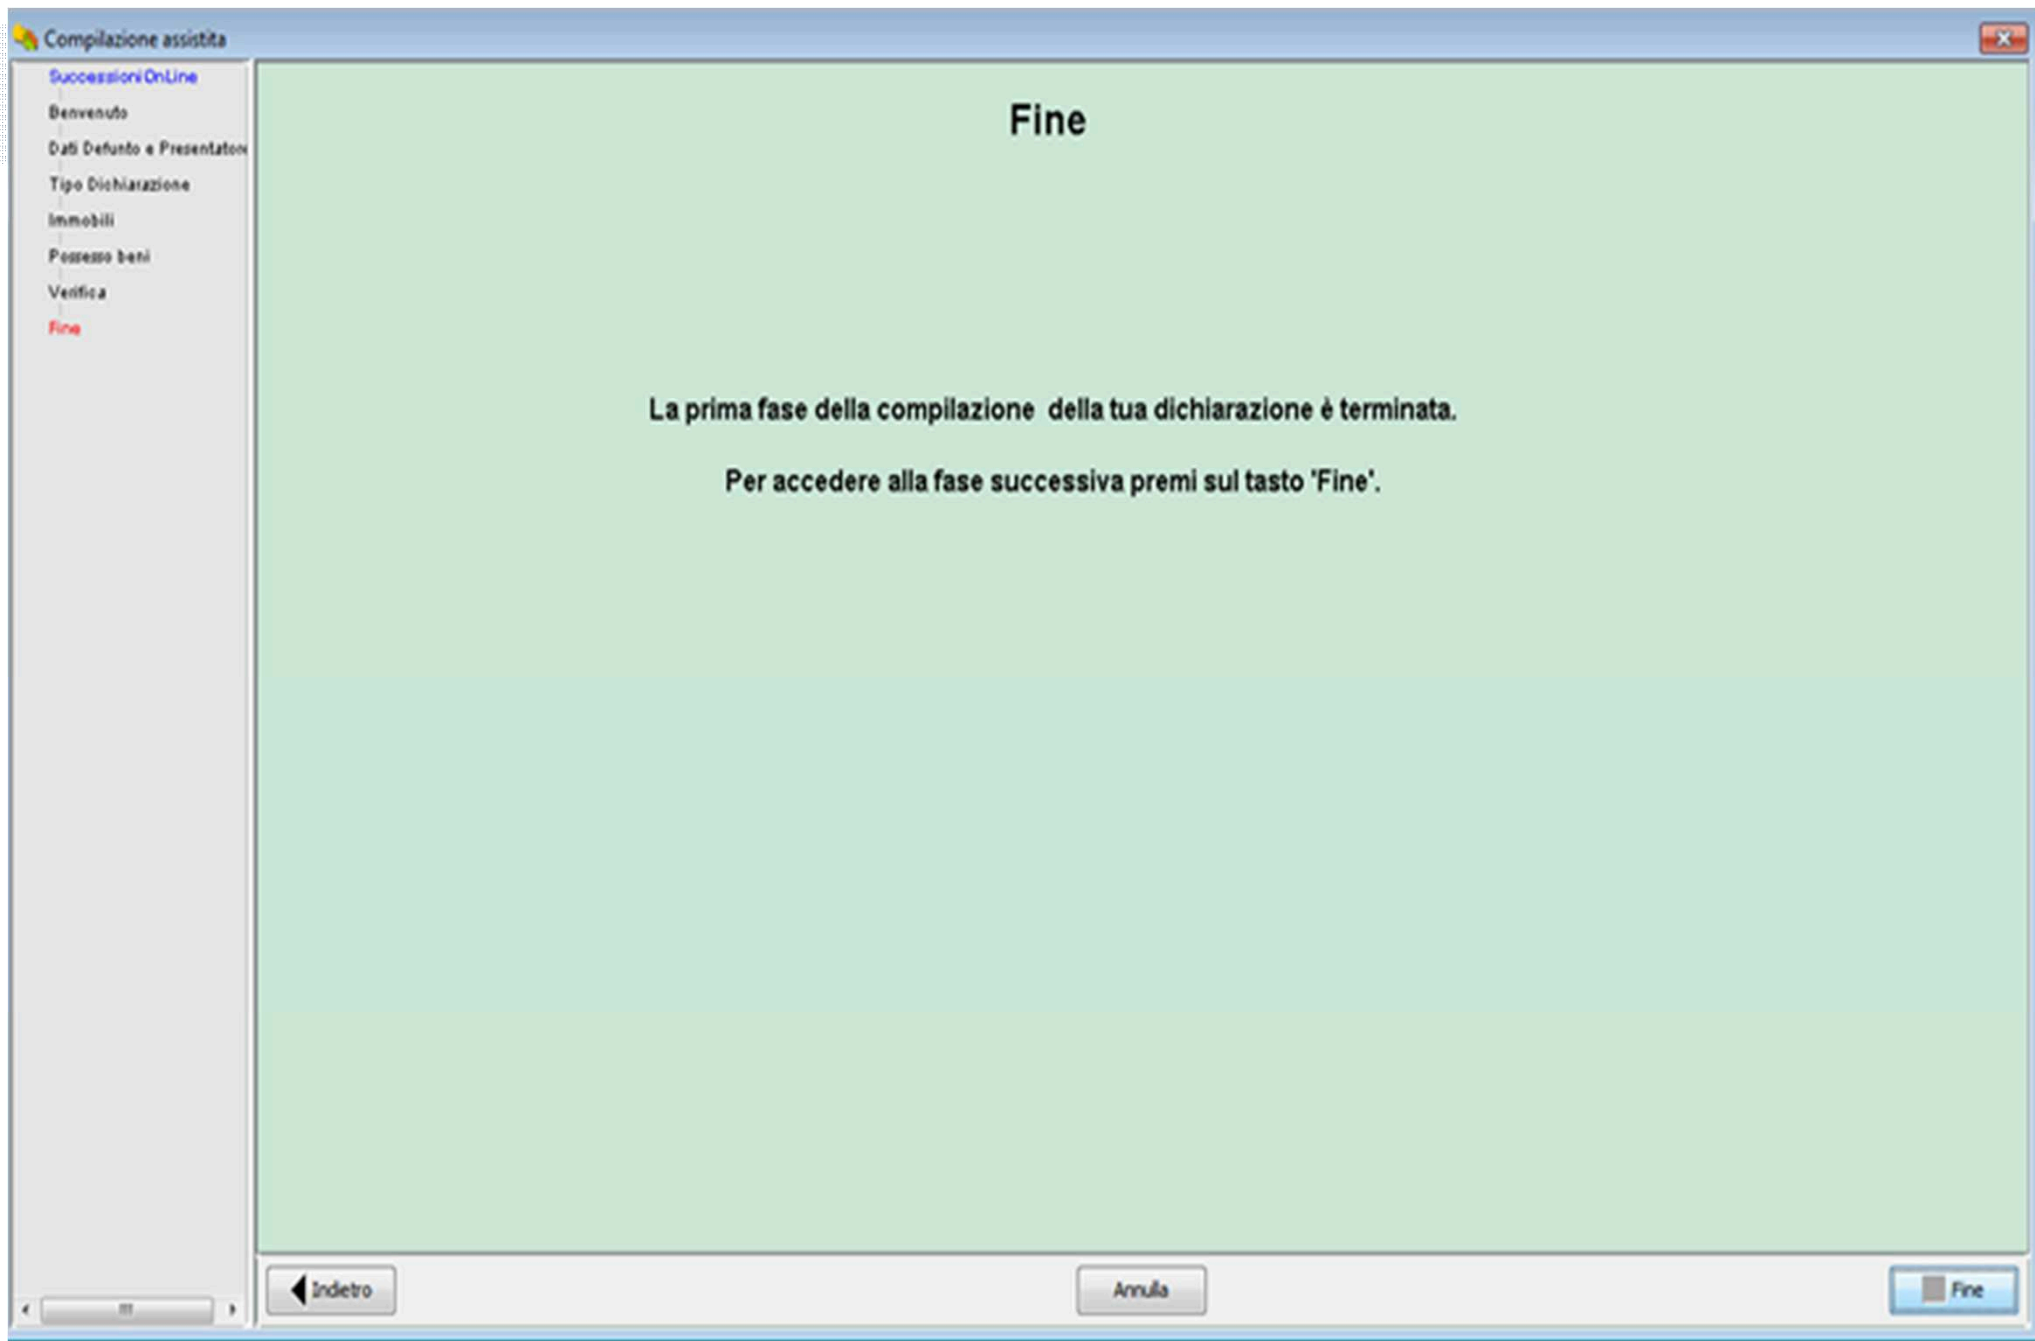 Compilazione assistita
SuccessioniOnLine
Benvenuto
Dati Defunto e Presentatore
Tipo Dichiarazione
Immobili
Possesso beni
Verifica
Fine
Fine
La prima fase della compilazione della tua dichiarazione è terminata.
Per accedere alla fase successiva premi sul tasto 'Fine'.
Indietro
Annulla
Fine